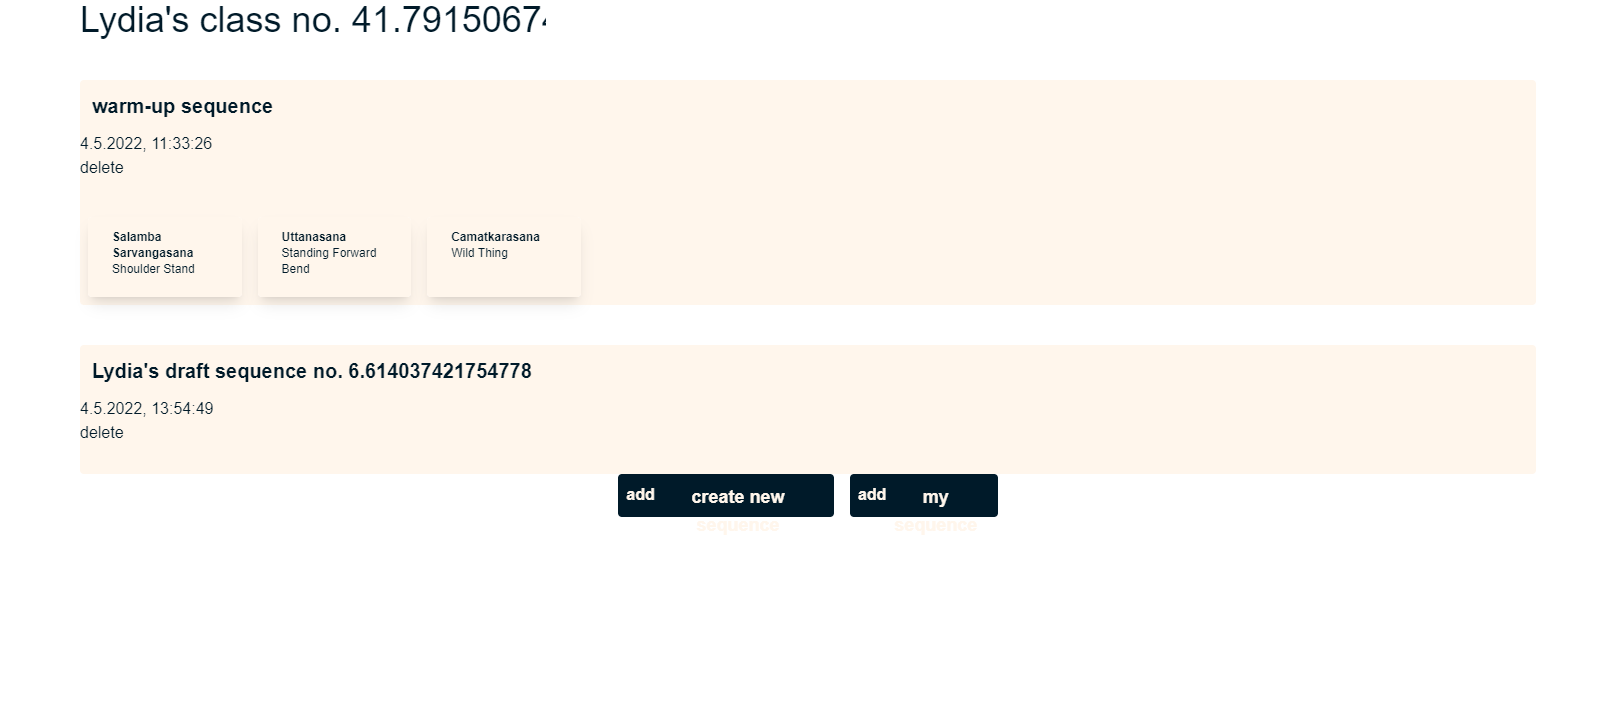 Lydia's class no. 41.7915067
warm-up sequence
4.5.2022, 11:33:26
delete
Salamba
Sarvangasana
Shoulder Stand
Uttanasana
Standing Forward
Bend
Camatkarasana
Wild Thing
Lydia's draft sequence no. 6.614037421754778
4.5.2022, 13:54:49
delete
add create new
sequence
add my
sequence